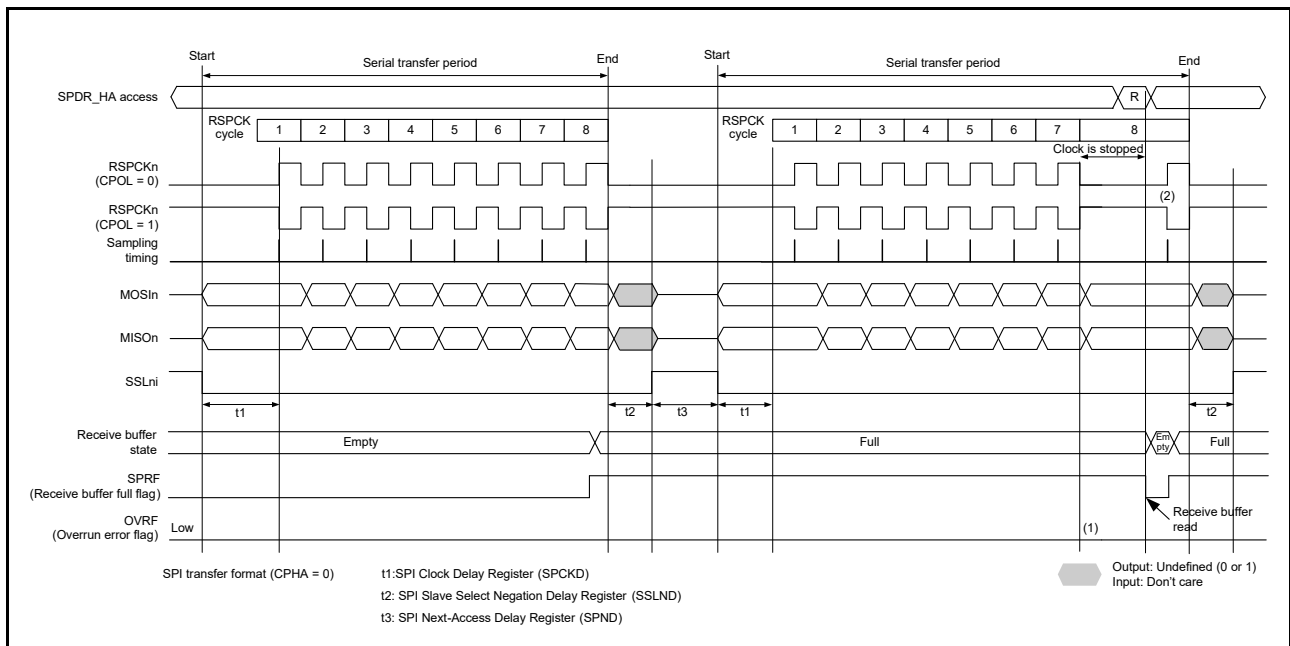 Start
End
Start
End
Serial transfer period
Serial transfer period
SPDR_HA access
R
RSPCK
cycle
1 2 3 4 5 6 7 8
RSPCK
cycle
1 2 3 4 5 6 7 8
Clock is stopped
RSPCKn
(CPOL = 0)
(2)
RSPCKn
(CPOL = 1)
Sampling
timing
MOSIn
MISOn
SSLni
t1
t2
t3
t1
t2
Receive buffer
state
Empty
Full
Em
pty
Full
SPRF
(Receive buffer full flag)
Receive buffer
read
OVRF
(Overrun error flag)
Low
(1)
SPI transfer format (CPHA = 0)
t1:SPI Clock Delay Register (SPCKD)
t2: SPI Slave Select Negation Delay Register (SSLND)
t3: SPI Next-Access Delay Register (SPND)
Output: Undefined (0 or 1)
Input: Don't care